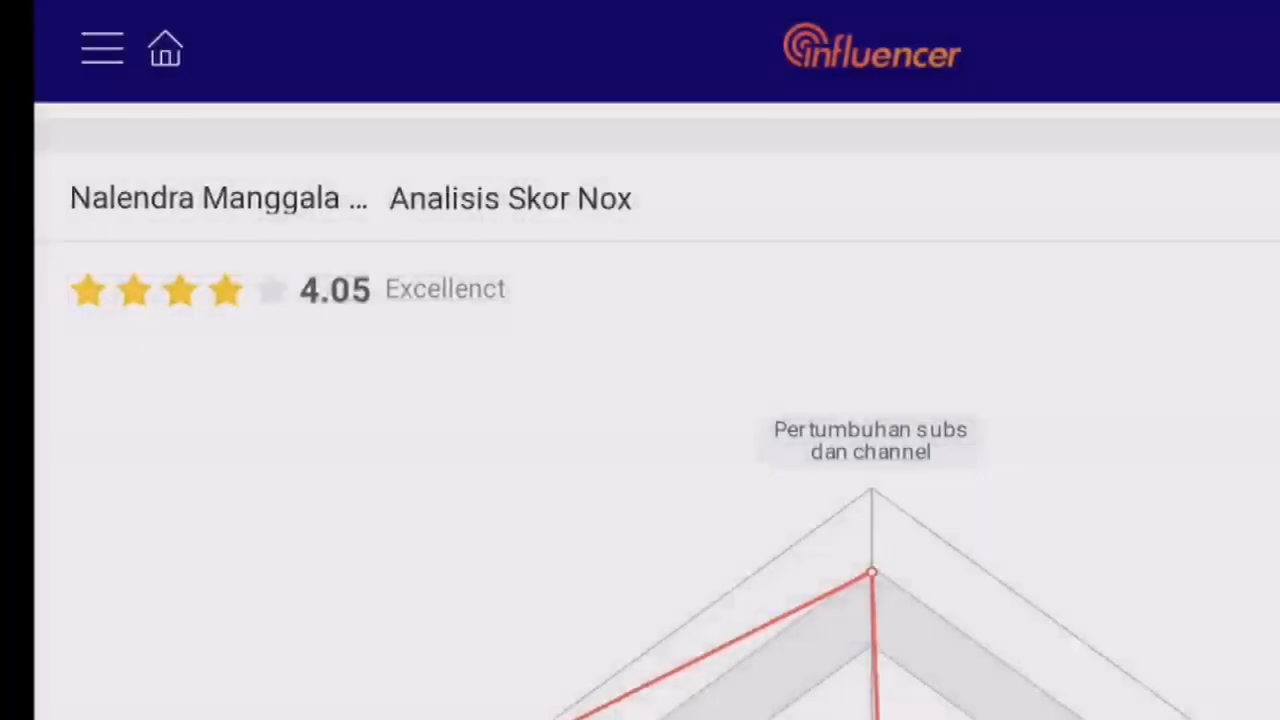 influencer
Nalendra Manggala ... Analisis Skor Nox
4.05 Excellenct
Pertumbuhan subs
dan channel